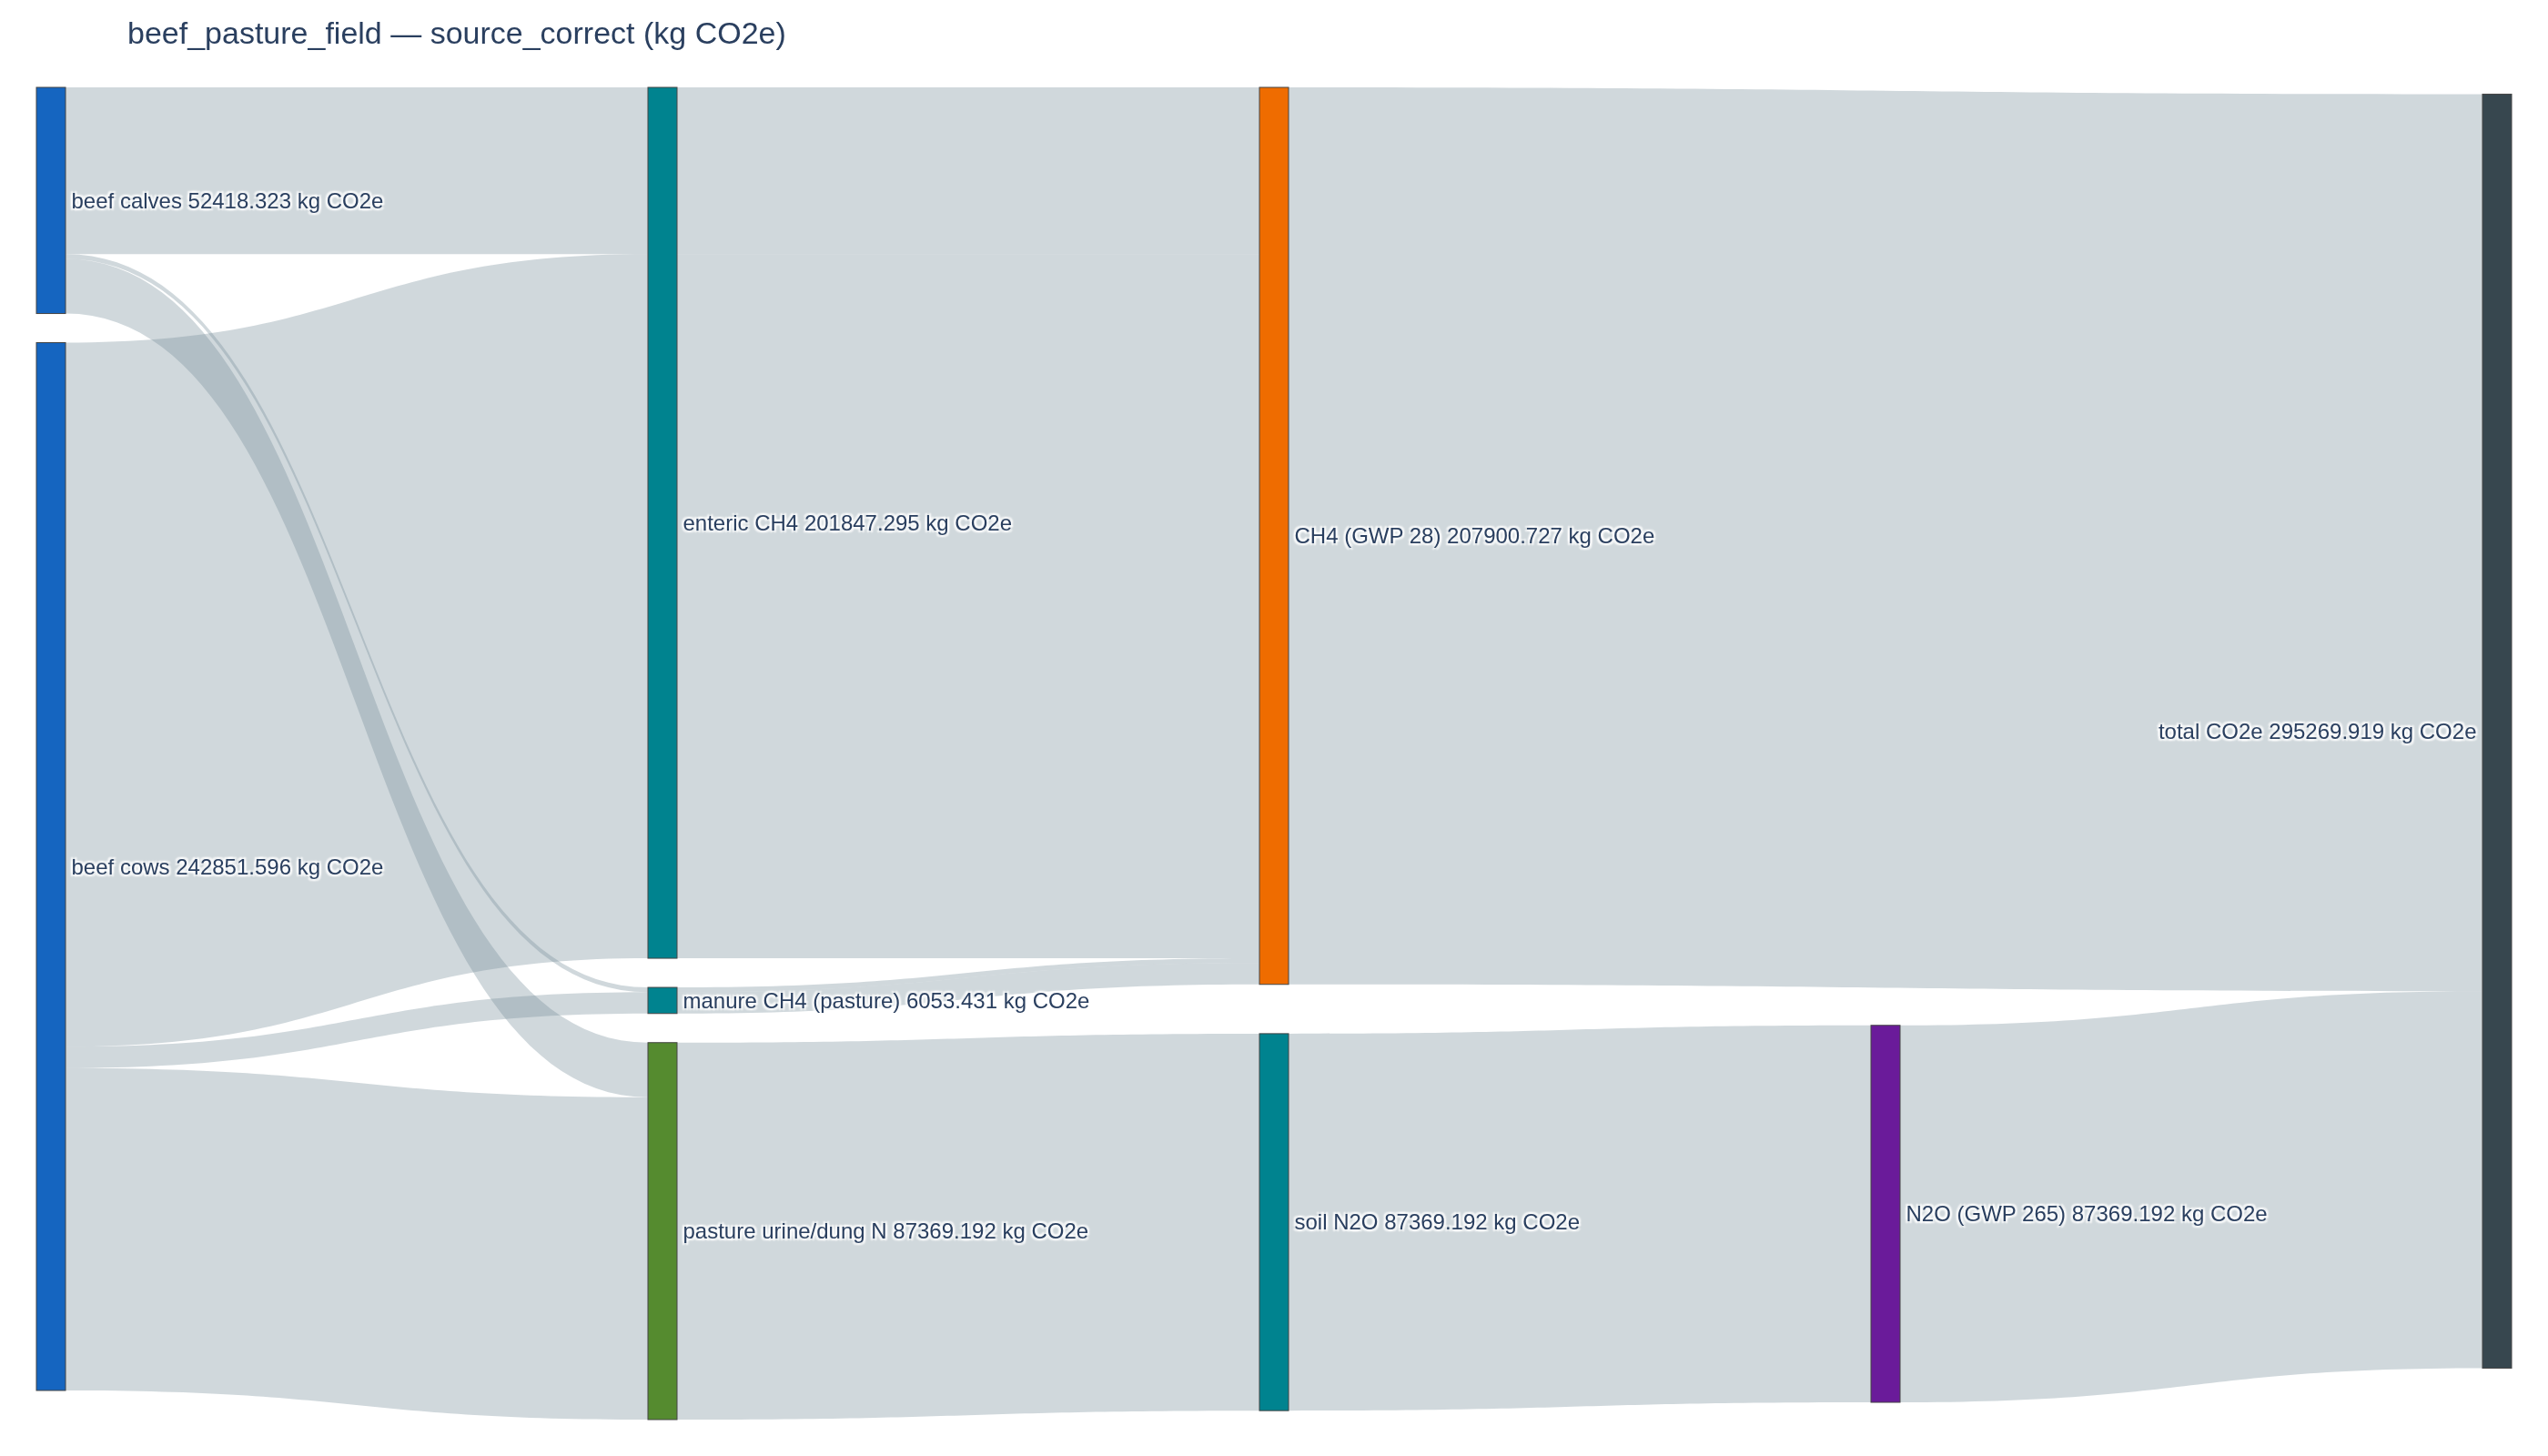 beef_pasture_field — source_correct (kg CO2e)
beef calves 52418.323 kg CO2e
enteric CH4 201847.295 kg CO2e
CH4 (GWP 28) 207900.727 kg CO2e
total CO2e 295269.919 kg CO2e
beef cows 242851.596 kg CO2e
manure CH4 (pasture) 6053.431 kg CO2e
pasture urine/dung N 87369.192 kg CO2e
soil N2O 87369.192 kg CO2e
N2O (GWP 265) 87369.192 kg CO2e